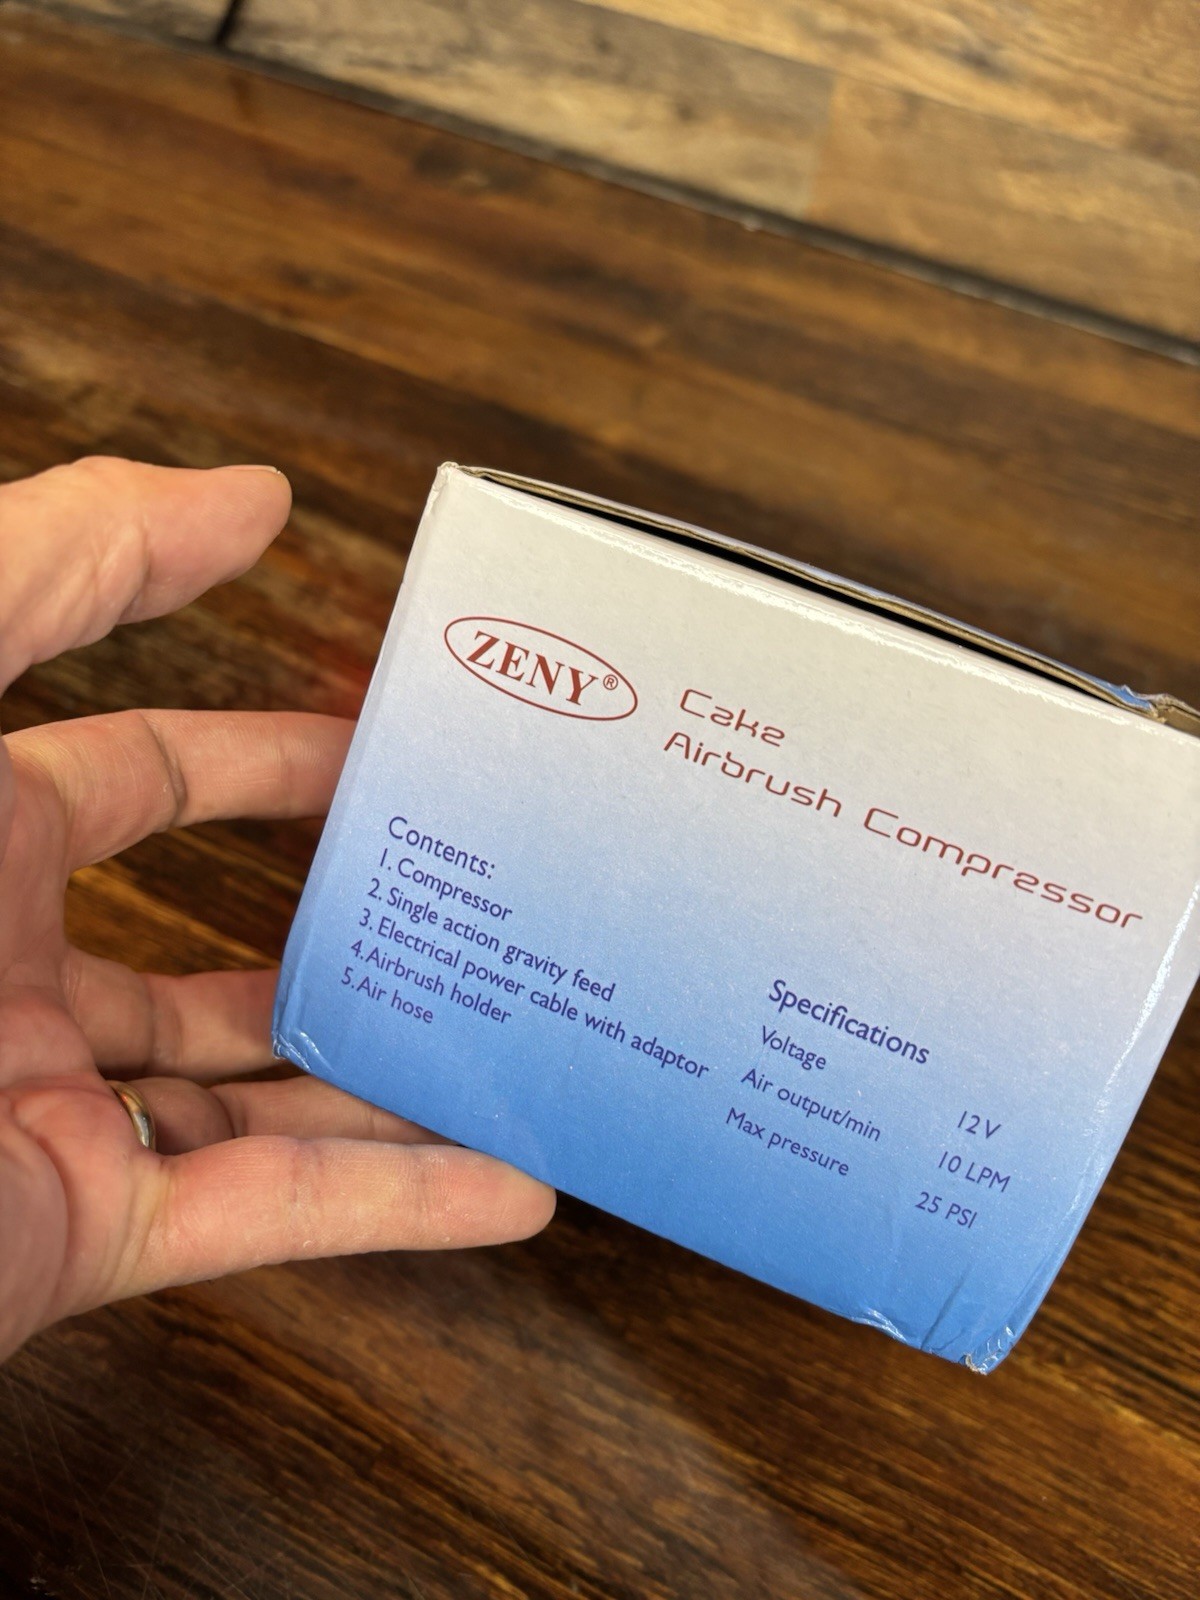 ZENY®
Cake
Airbrush Compressor
Contents:
1. Compressor
2. Single action gravity feed
3. Electrical power cable with adaptor
4. Airbrush holder
5. Air hose
Specifications
Voltage 12V
Air output/min 10 LPM
Max pressure 25 PSI